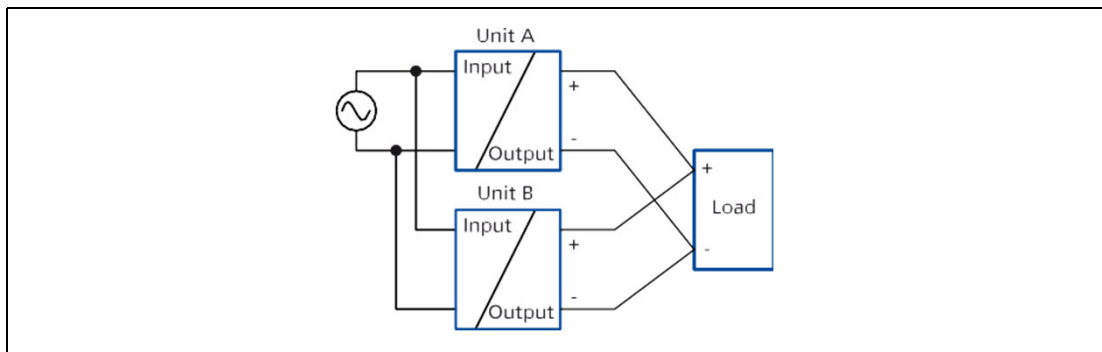 Unit A
Input
+
-
Output
Unit B
Input
+
-
Output
+
Load
-